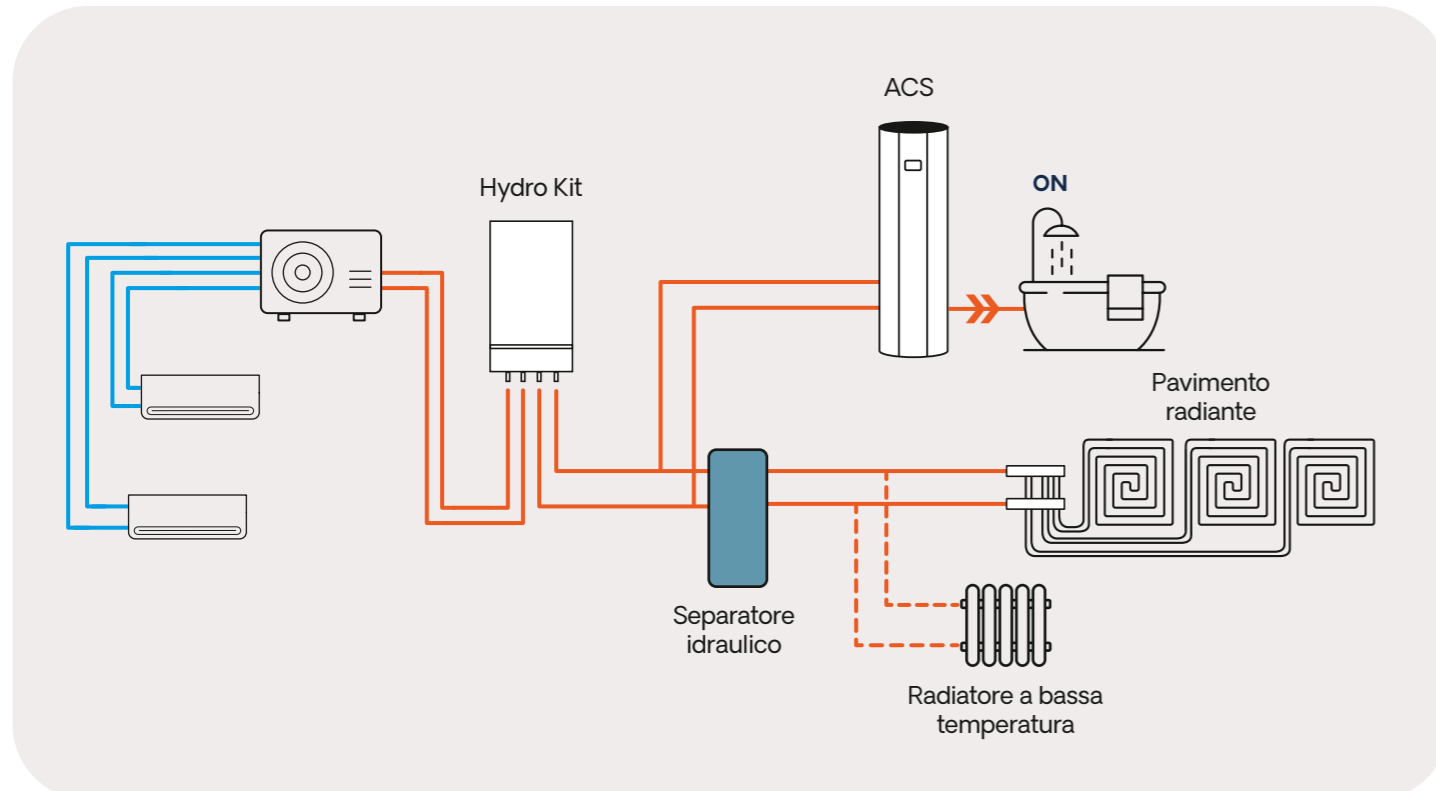 ACS
ON
Hydro Kit
Pavimento
radiante
Separatore
idraulico
Radiatore a bassa
temperatura